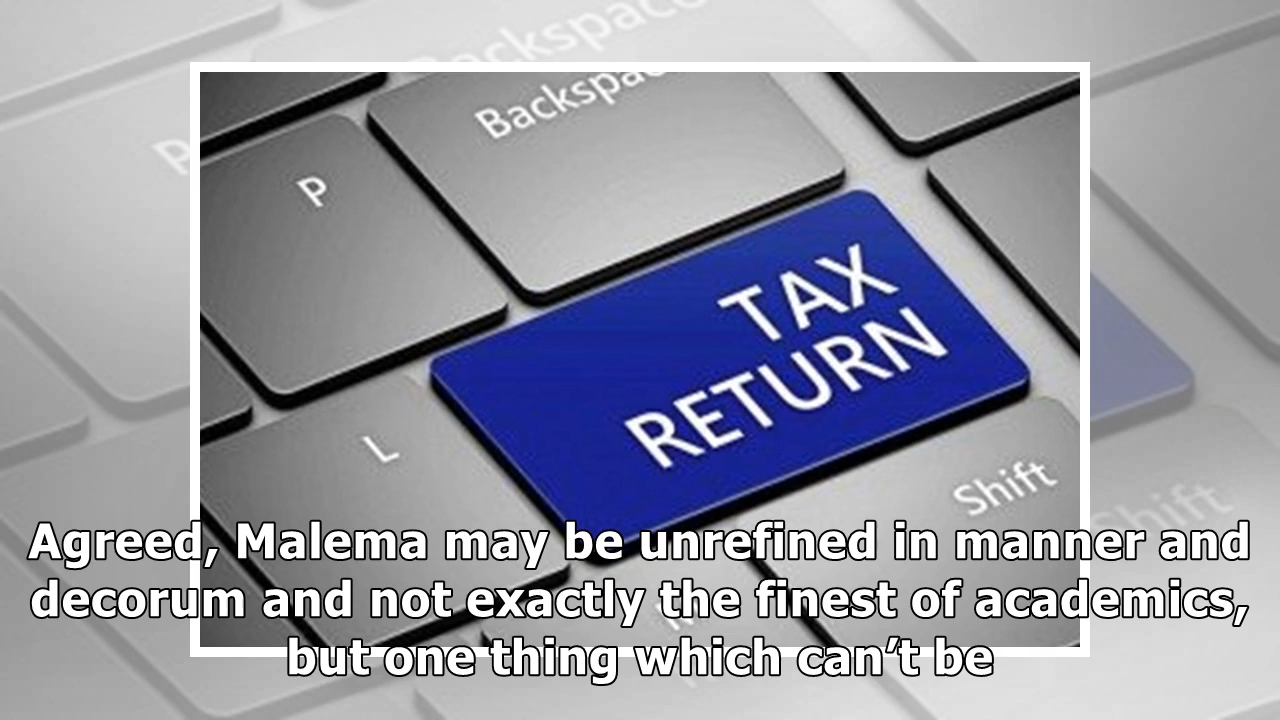 Backspace
P
TAX
RETURN
L
Shift
Shift
Agreed, Malema may be unrefined in manner and
decorum and not exactly the finest of academics,
but one thing which can’t be